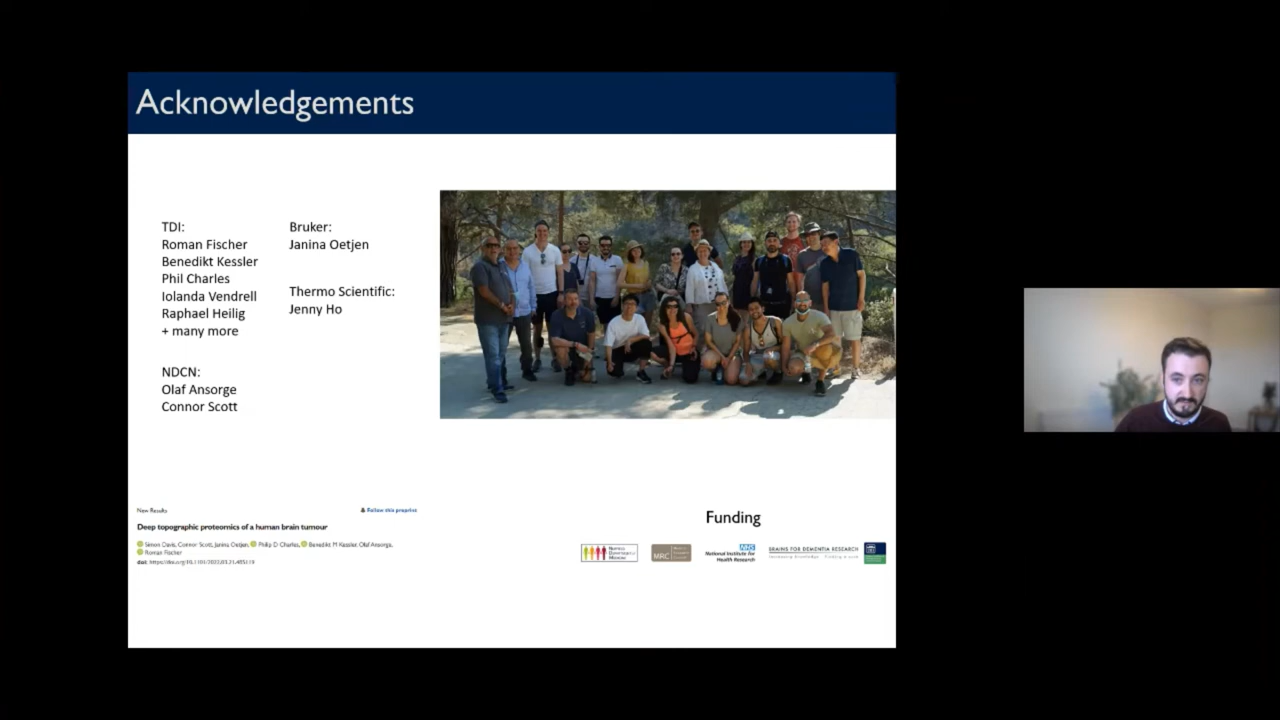 Acknowledgements
TDI:
Roman Fischer
Benedikt Kessler
Phil Charles
Iolanda Vendrell
Raphael Heilig
+ many more
NDCN:
Olaf Ansorge
Connor Scott
Bruker:
Janina Oetjen
Thermo Scientific:
Jenny Ho
New Results
Follow this preprint
Deep topographic proteomics of a human brain tumour
Simon Davis, Connor Scott, Janina Oetjen, Philip D Charles, Benedikt M Kessler, Olaf Ansorge,
Roman Fischer
doi:
Funding
MRC
NHS
National Institute for
Health Research
BRAINS FOR DEMENTIA RESEARCH